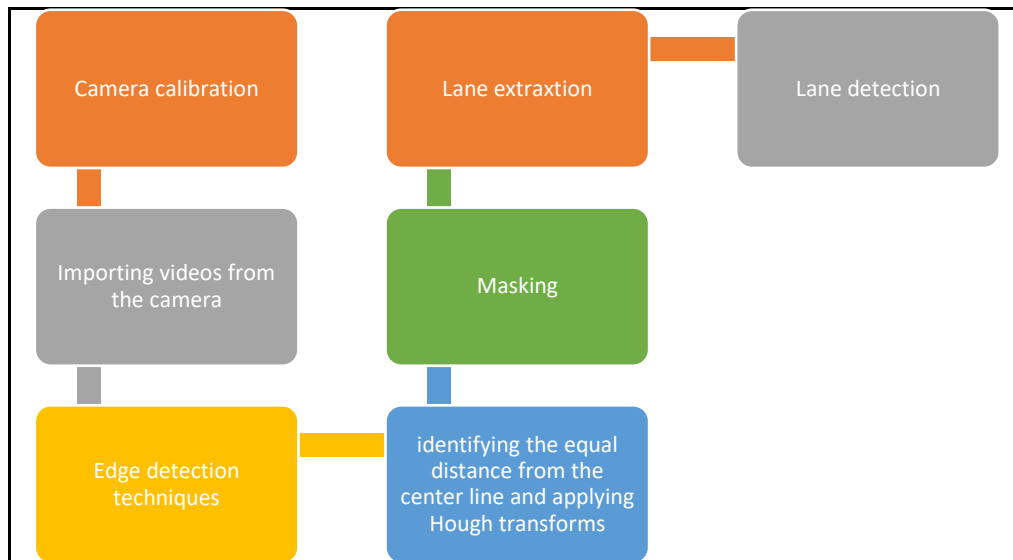 Camera calibration
Importing videos from
the camera
Edge detection
techniques
identifying the equal
distance from the
center line and applying
Hough transforms
Masking
Lane extraxtion
Lane detection